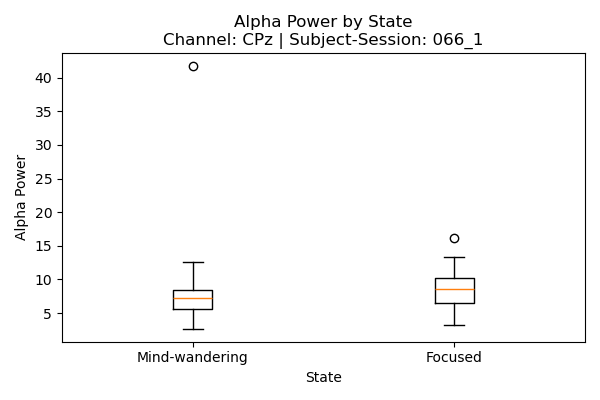 Alpha Power by State
Channel: CPz | Subject-Session: 066_1
Alpha Power
40
35
30
25
20
15
10
5
Mind-wandering
Focused
State